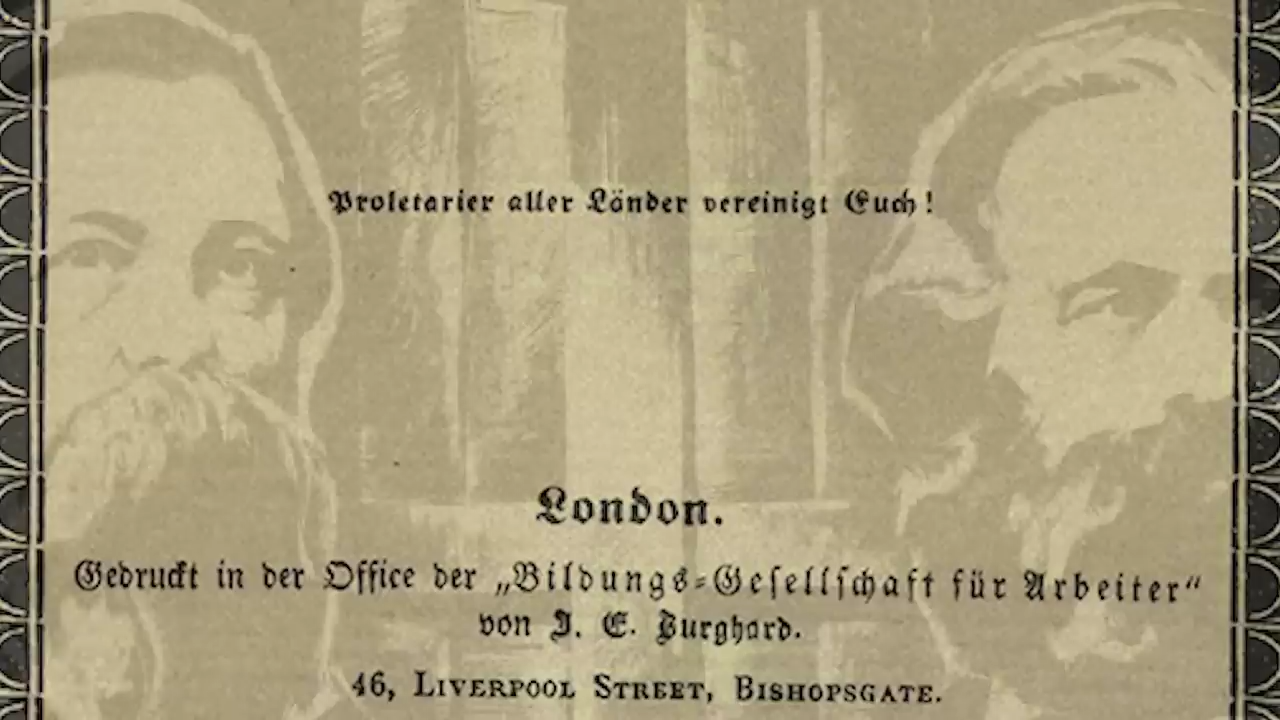 Proletarier aller Länder vereinigt Euch!
London.
Gedruckt in der Office der „Bildungs-Gesellschaft für Arbeiter“
von J. E. Burghard.
46, LIVERPOOL STREET, BISHOPSGATE.